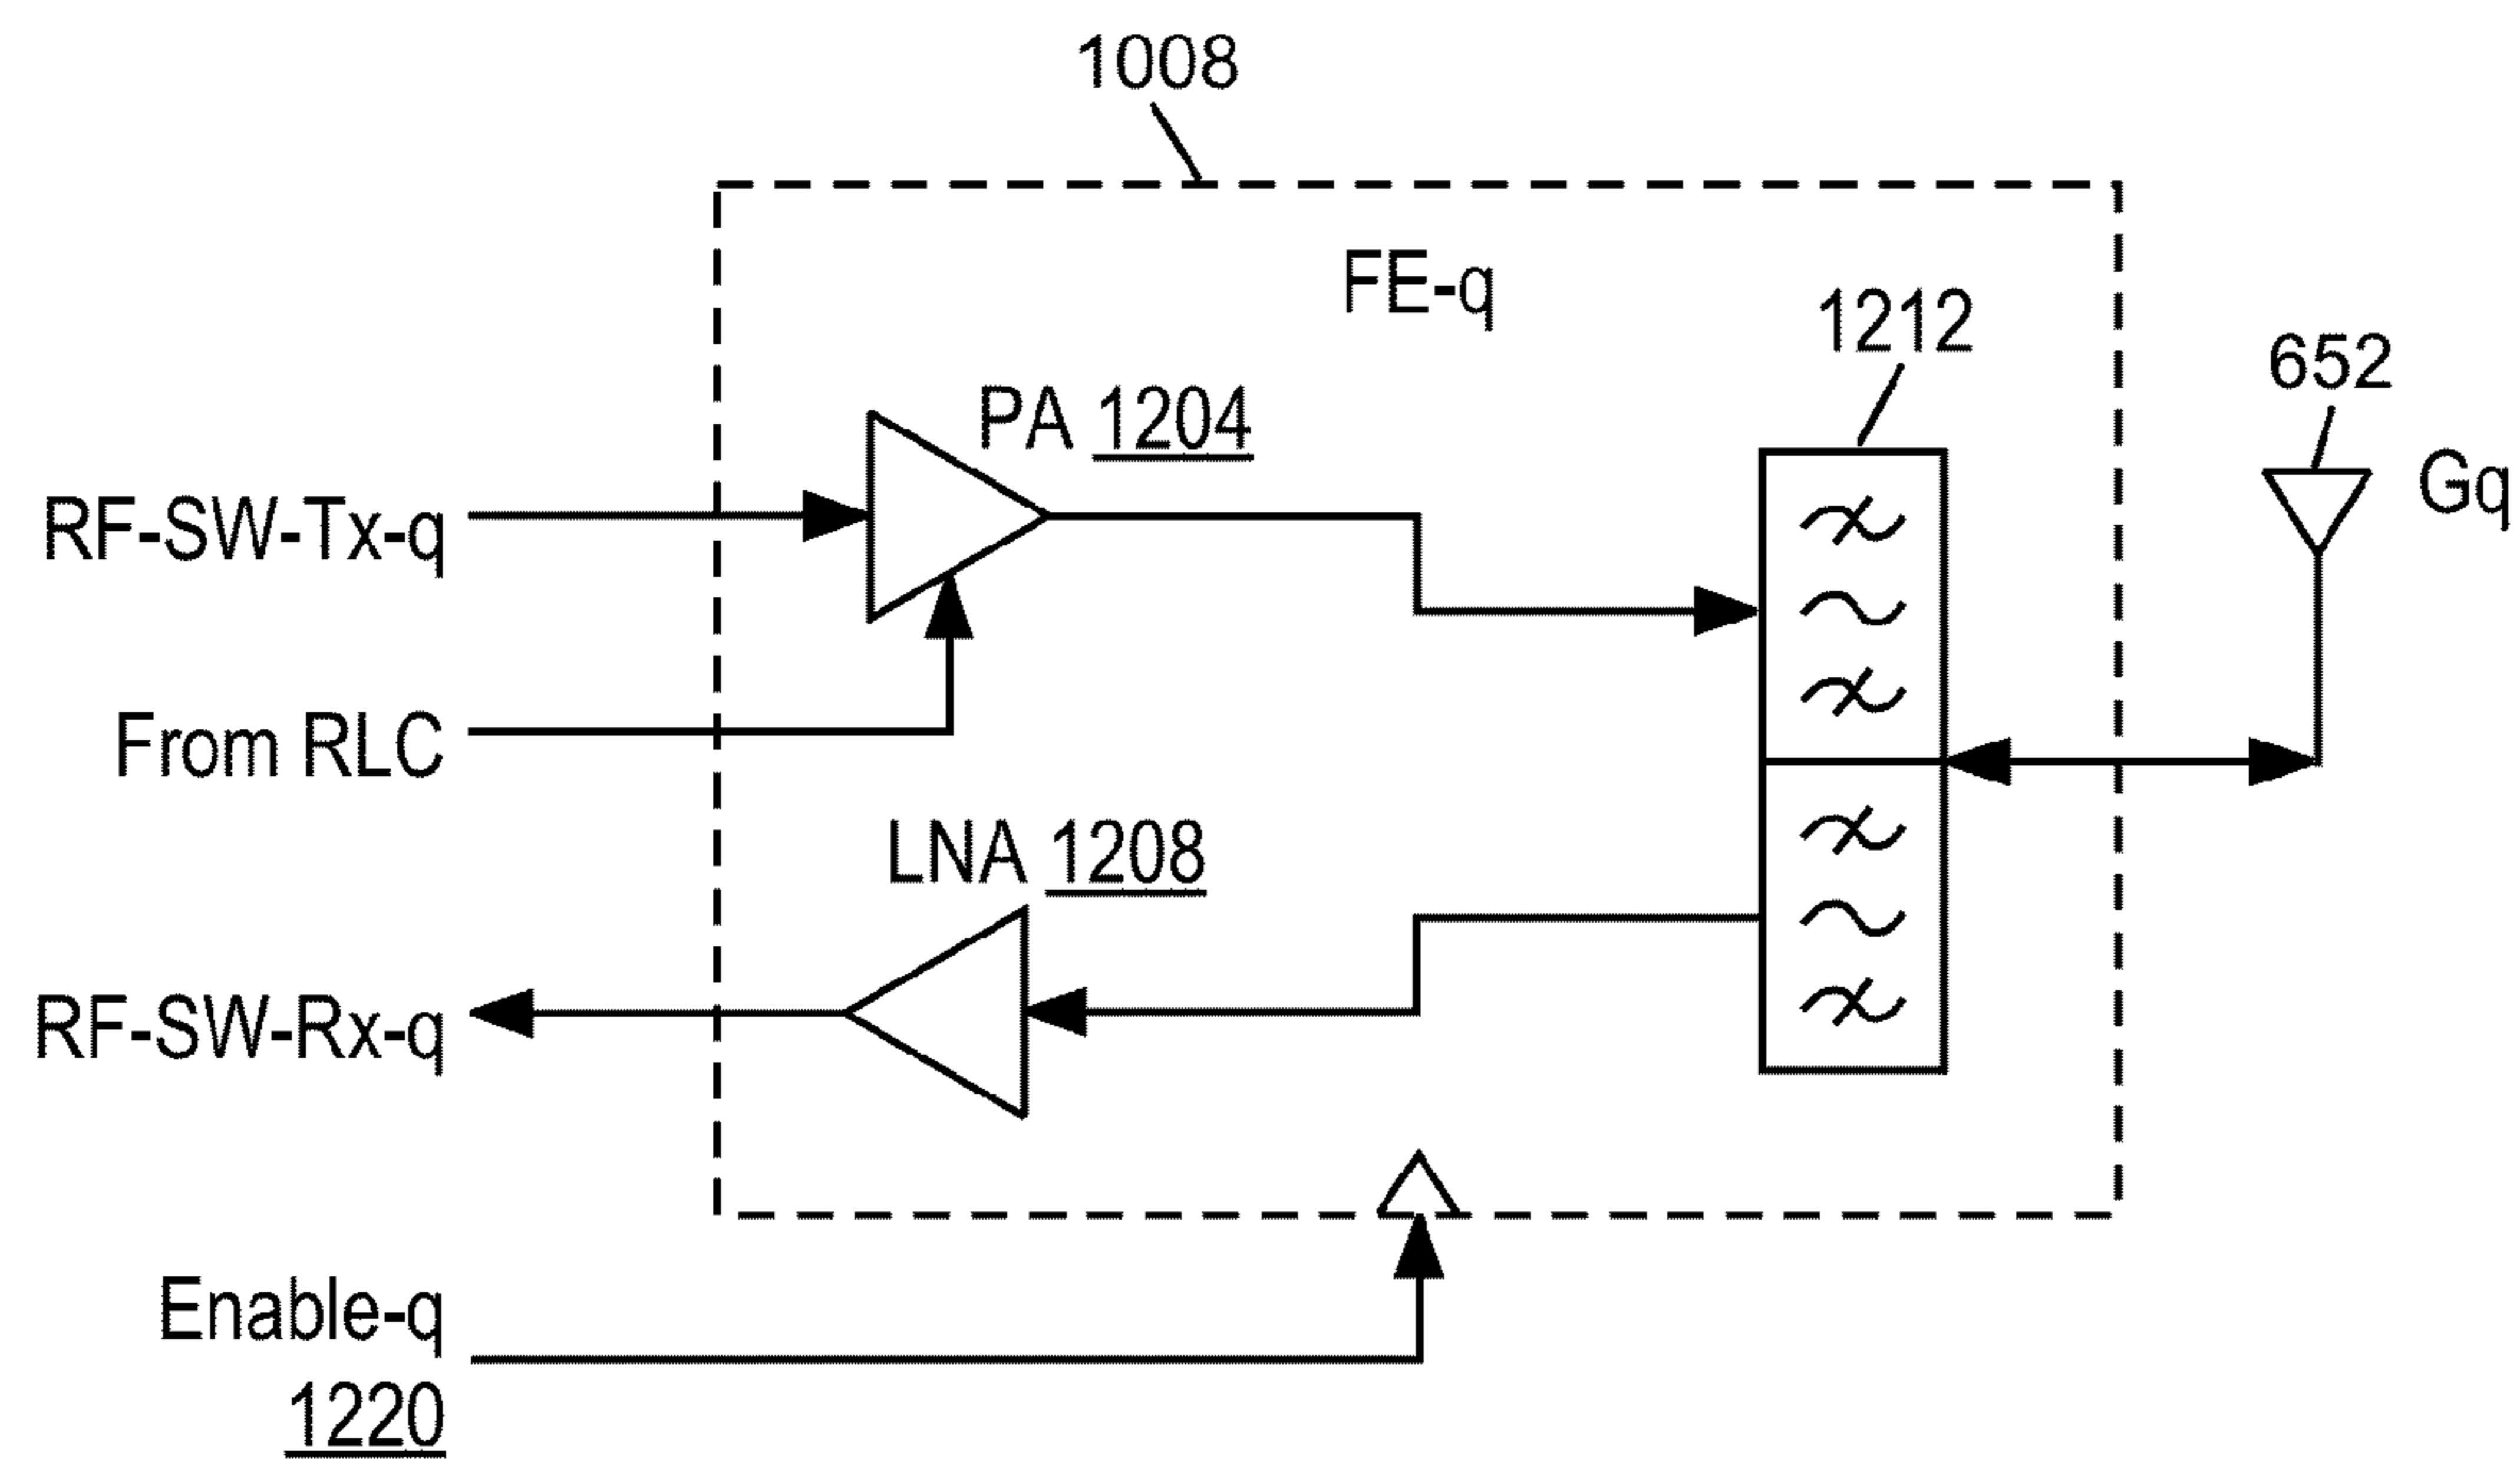 1008
FE-q
1212
652
Gq
PA 1204
RF-SW-Tx-q
From RLC
LNA 1208
RF-SW-Rx-q
Enable-q
1220